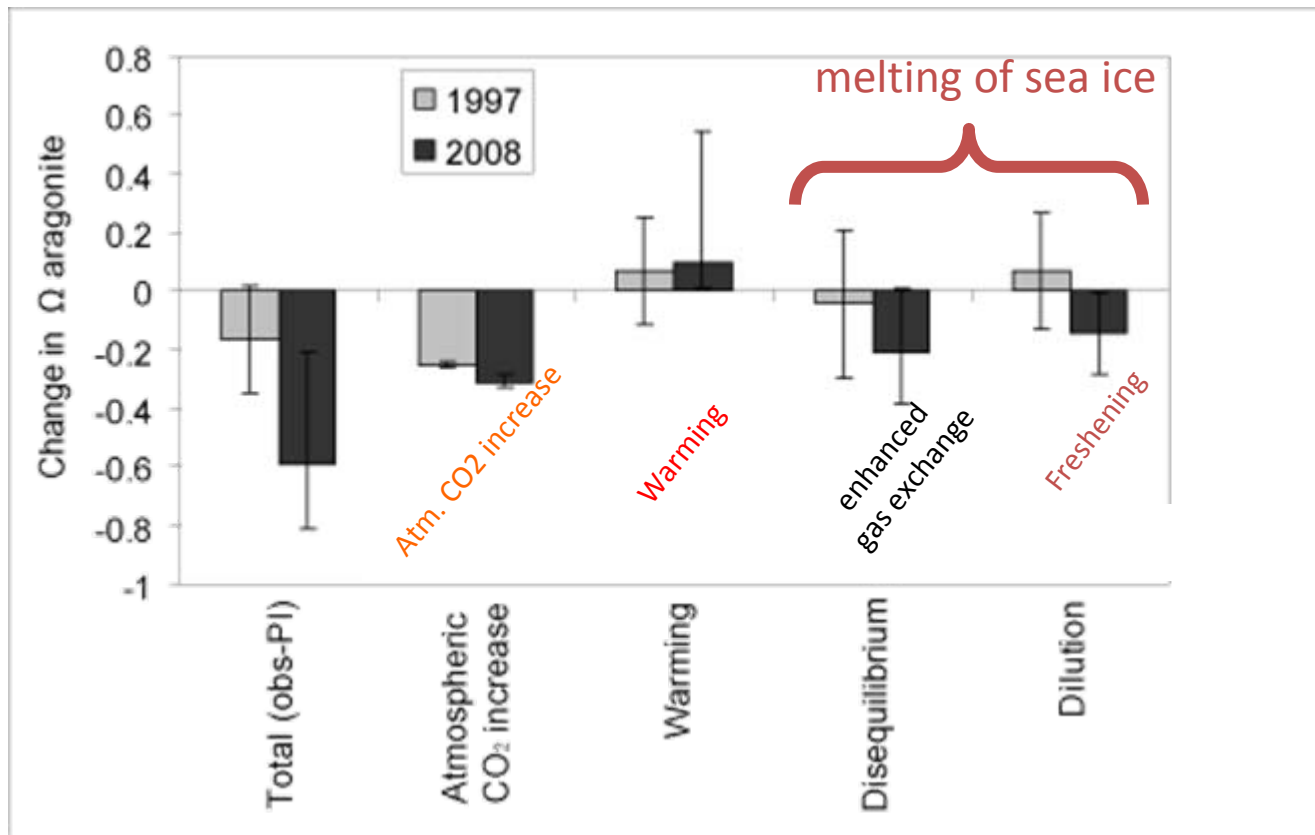 melting of sea ice
1997
2008
Change in Ω aragonite
0.8
0.6
0.4
0.2
0
-0.2
-0.4
-0.6
-0.8
-1
Atm. CO2 increase
Warming
enhanced
gas exchange
Freshening
Total (obs-PI)
Atmospheric
CO₂ increase
Warming
Disequilibrium
Dilution